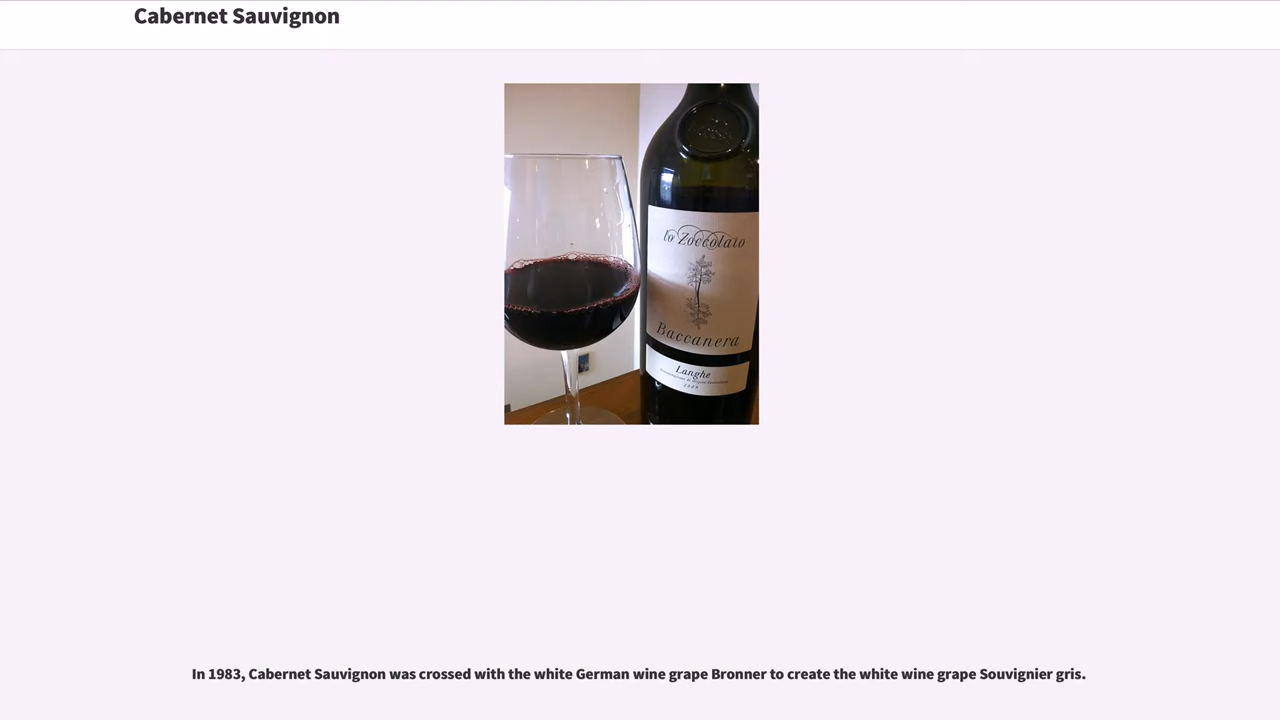 Cabernet Sauvignon
lo Zoccolaio
Baccanera
Langhe
In 1983, Cabernet Sauvignon was crossed with the white German wine grape Bronner to create the white wine grape Souvignier gris.